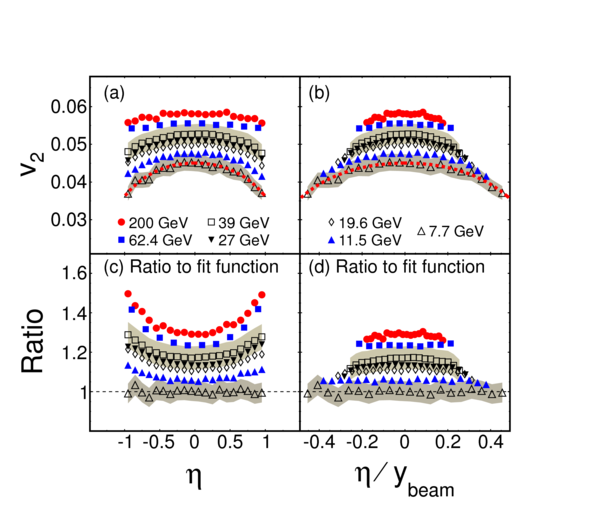 (a)
(b)
0.06
0.05
0.04
0.03
v2
200 GeV
39 GeV
62.4 GeV
27 GeV
19.6 GeV
11.5 GeV
7.7 GeV
(c) Ratio to fit function
(d) Ratio to fit function
1.6
1.4
1.2
1
Ratio
-1 -0.5 0 0.5 1
-0.4 -0.2 0 0.2 0.4
η
η/ybeam